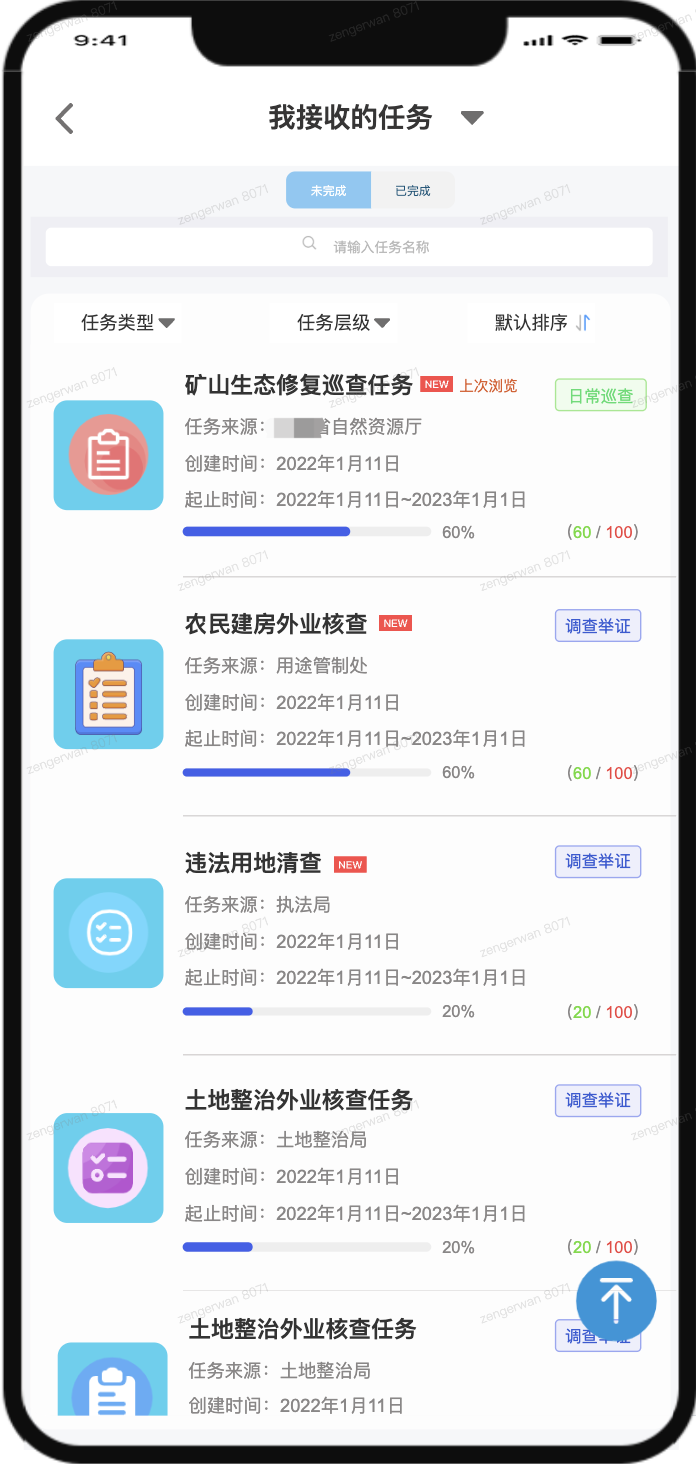 9:41
我接收的任务
未完成 已完成
请输入任务名称
任务类型 任务层级 默认排序
矿山生态修复巡查任务 NEW 上次浏览 日常巡查
任务来源： 省自然资源厅
创建时间：2022年1月11日
起止时间：2022年1月11日~2023年1月1日
60% (60 / 100)
农民建房外业核查 NEW 调查举证
任务来源：用途管制处
创建时间：2022年1月11日
起止时间：2022年1月11日~2023年1月1日
60% (60 / 100)
违法用地清查 NEW 调查举证
任务来源：执法局
创建时间：2022年1月11日
起止时间：2022年1月11日~2023年1月1日
20% (20 / 100)
土地整治外业核查任务 调查举证
任务来源：土地整治局
创建时间：2022年1月11日
起止时间：2022年1月11日~2023年1月1日
20% (20 / 100)
土地整治外业核查任务 调查举证
任务来源：土地整治局
创建时间：2022年1月11日
zengerwan 8071